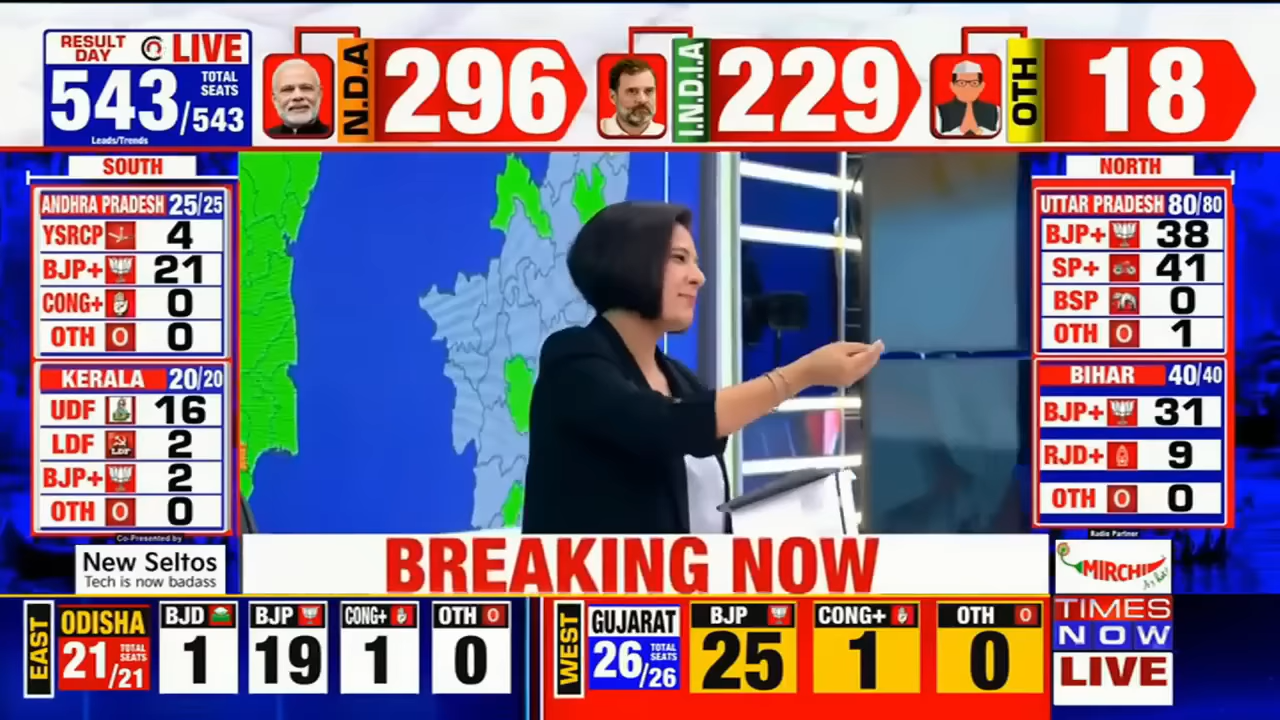 RESULT DAY LIVE
543/543 TOTAL SEATS
Leads/Trends
N.D.A 296
I.N.D.I.A 229
OTH 18
SOUTH
ANDHRA PRADESH 25/25
YSRCP 4
BJP+ 21
CONG+ 0
OTH O 0
KERALA 20/20
UDF 16
LDF LDF 2
BJP+ 2
OTH O 0
NORTH
UTTAR PRADESH 80/80
BJP+ 38
SP+ 41
BSP 0
OTH O 1
BIHAR 40/40
BJP+ 31
RJD+ 9
OTH O 0
Co-Presented by
New Seltos
Tech is now badass
BREAKING NOW
Radio Partner
MIRCHI
TIMES
NOW
LIVE
EAST
ODISHA
21/21 TOTAL SEATS
BJD 1
BJP 19
CONG+ 1
OTH O 0
WEST
GUJARAT
26/26 TOTAL SEATS
BJP 25
CONG+ 1
OTH O 0